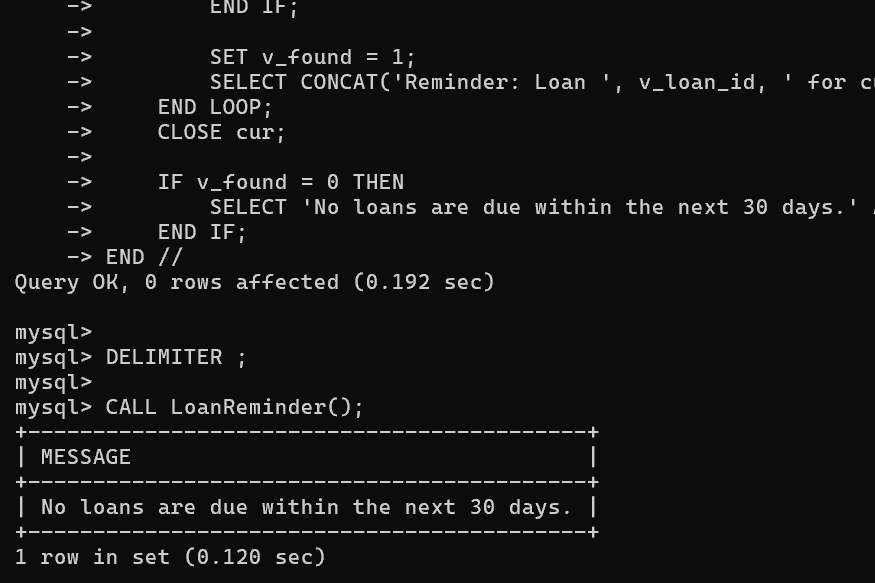 ->         END IF;
    ->
    ->         SET v_found = 1;
    ->         SELECT CONCAT('Reminder: Loan ', v_loan_id, ' for
    ->     END LOOP;
    ->     CLOSE cur;
    ->
    ->     IF v_found = 0 THEN
    ->         SELECT 'No loans are due within the next 30 days.'
    ->     END IF;
    -> END //
Query OK, 0 rows affected (0.192 sec)

mysql>
mysql> DELIMITER ;
mysql>
mysql> CALL LoanReminder();
+-------------------------------------------+
| MESSAGE                                   |
+-------------------------------------------+
| No loans are due within the next 30 days. |
+-------------------------------------------+
1 row in set (0.120 sec)